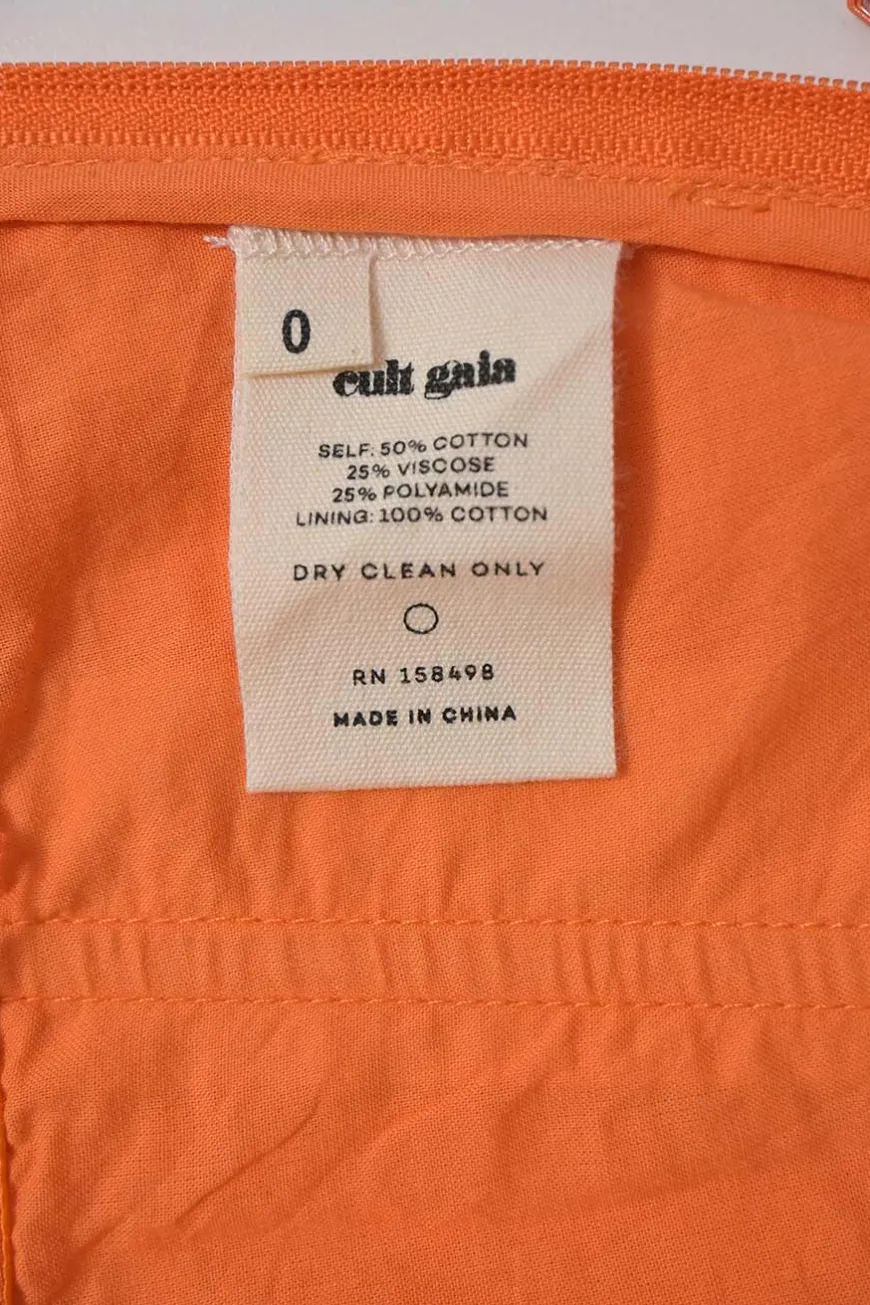 0
cult gaia
SELF: 50% COTTON
25% VISCOSE
25% POLYAMIDE
LINING: 100% COTTON
DRY CLEAN ONLY
RN 158498
MADE IN CHINA